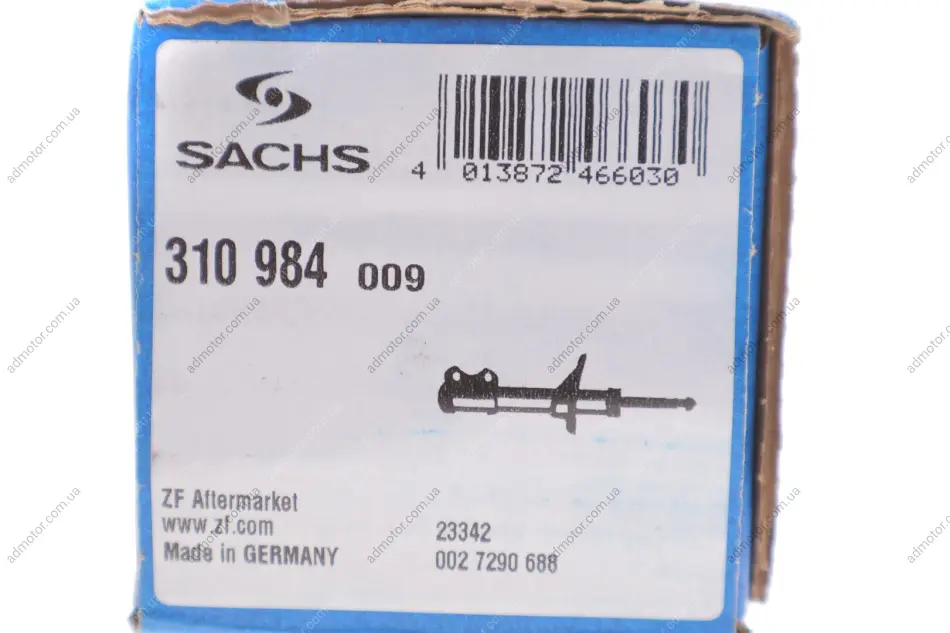 SACHS
4 013872 466030
310 984 009
ZF Aftermarket
www.zf.com
Made in GERMANY
23342
002 7290 688
admotor.com.ua